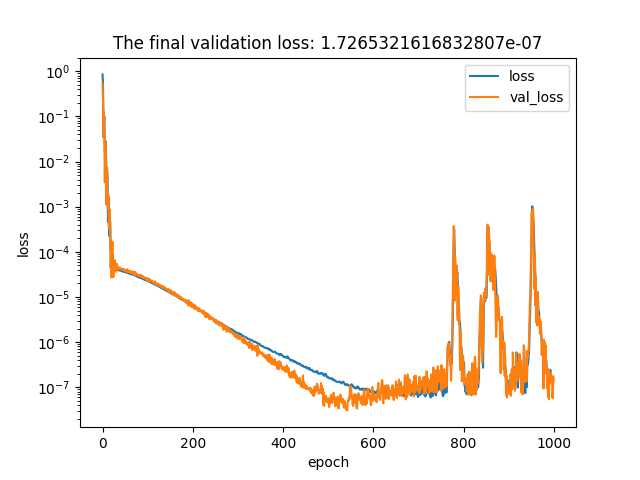 The final validation loss: 1.7265321616832807e-07
loss
val_loss
10⁰
10⁻¹
10⁻²
10⁻³
10⁻⁴
10⁻⁵
10⁻⁶
10⁻⁷
loss
0 200 400 600 800 1000
epoch